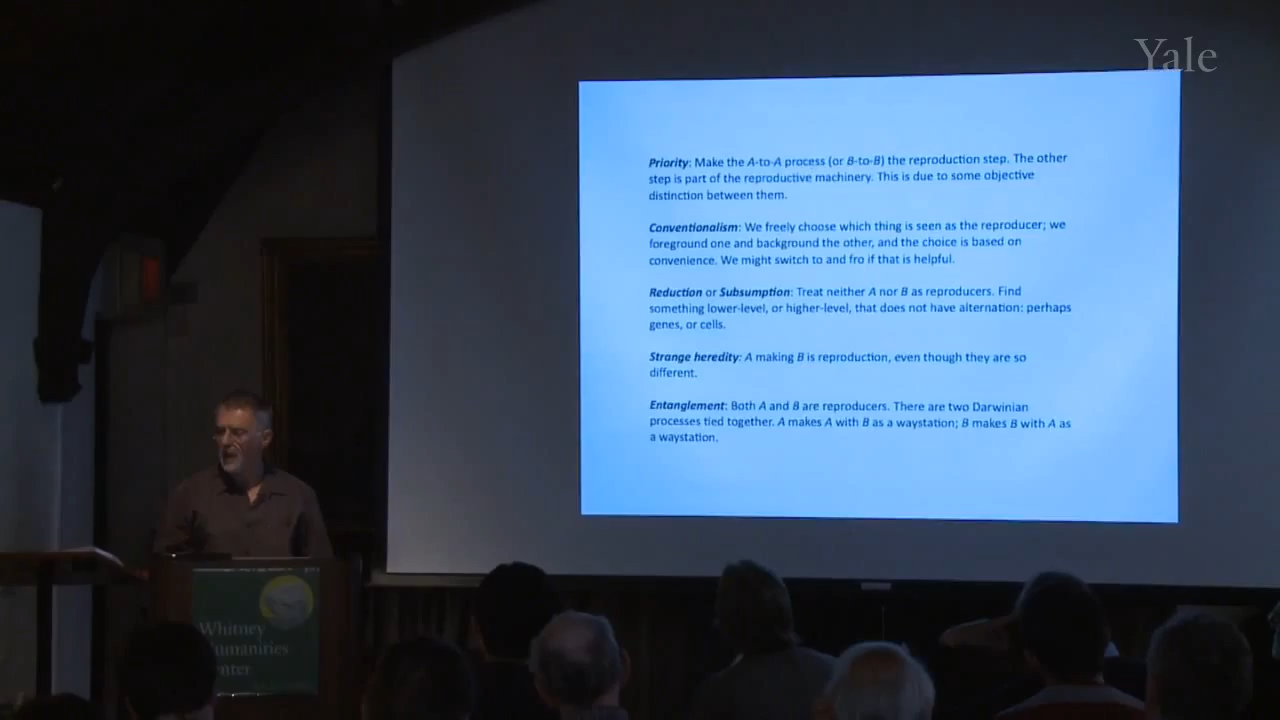 Yale
Priority: Make the A-to-A process (or B-to-B) the reproduction step. The other
step is part of the reproductive machinery. This is due to some objective
distinction between them.
Conventionalism: We freely choose which thing is seen as the reproducer; we
foreground one and background the other, and the choice is based on
convenience. We might switch to and fro if that is helpful.
Reduction or Subsumption: Treat neither A nor B as reproducers. Find
something lower-level, or higher-level, that does not have alternation: perhaps
genes, or cells.
Strange heredity: A making B is reproduction, even though they are so
different.
Entanglement: Both A and B are reproducers. There are two Darwinian
processes tied together. A makes A with B as a waystation; B makes B with A as
a waystation.
Whitney
Humanities
Center